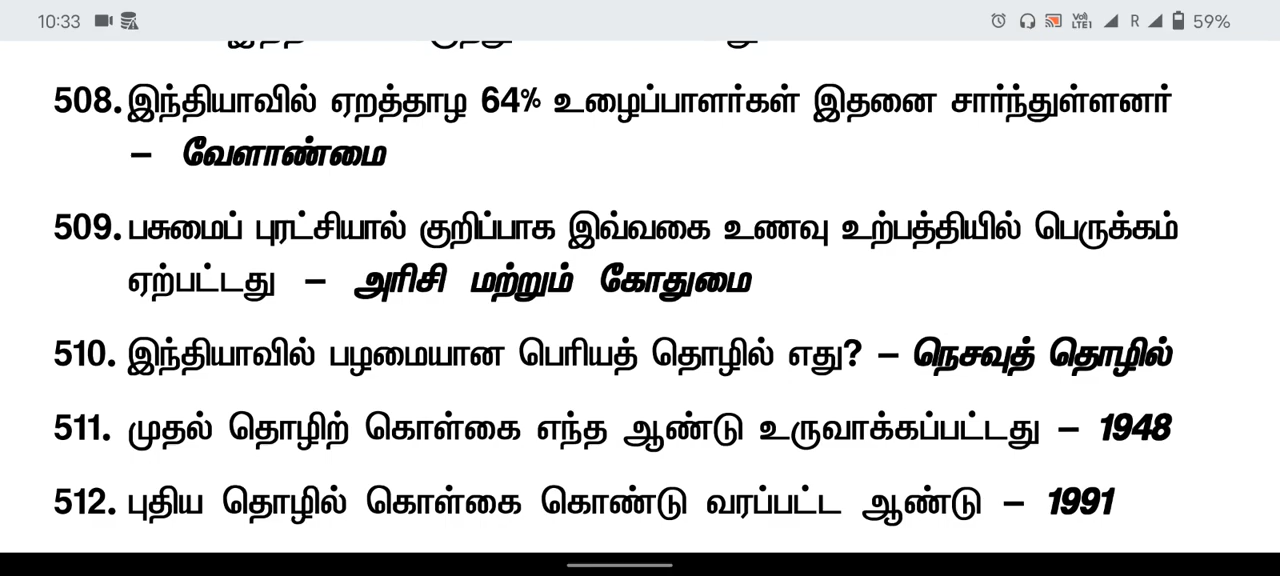 10:33 Vo) LTE1 R 59%
508. இந்தியாவில் ஏறத்தாழ 64% உழைப்பாளர்கள் இதனை சார்ந்துள்ளனர்
– வேளாண்மை
509. பசுமைப் புரட்சியால் குறிப்பாக இவ்வகை உணவு உற்பத்தியில் பெருக்கம்
ஏற்பட்டது – அரிசி மற்றும் கோதுமை
510. இந்தியாவில் பழமையான பெரியத் தொழில் எது? – நெசவுத் தொழில்
511. முதல் தொழிற் கொள்கை எந்த ஆண்டு உருவாக்கப்பட்டது – 1948
512. புதிய தொழில் கொள்கை கொண்டு வரப்பட்ட ஆண்டு – 1991